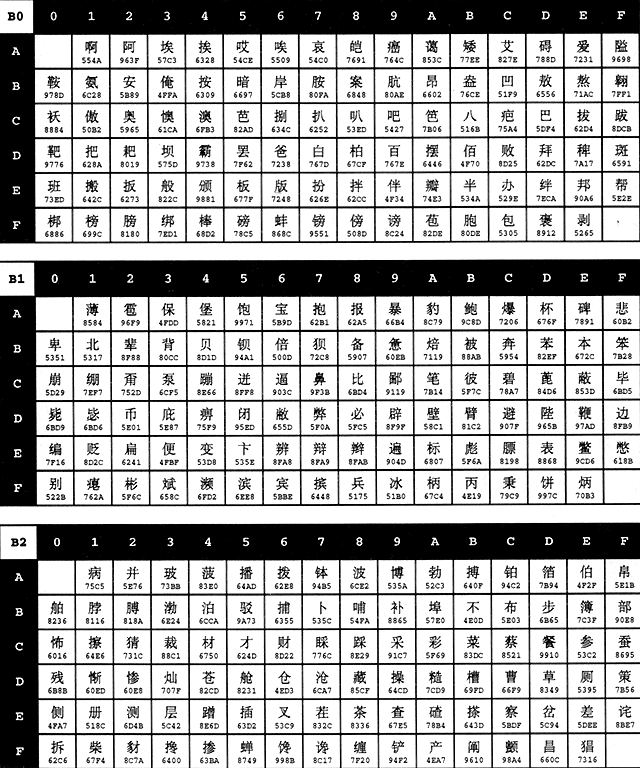 B0 0 1 2 3 4 5 6 7 8 9 A B C D E F
A 啊 阿 埃 挨 哎 唉 哀 皑 癌 蔼 矮 艾 碍 爱 隘
554A 963F 57C3 6328 54CE 5509 54C0 7691 764C 853C 77EE 827E 788D 7231 9698
B 鞍 氨 安 俺 按 暗 岸 胺 案 肮 昂 盎 凹 敖 熬 翱
978D 6C28 5B89 4FFA 6309 6697 5CB8 80FA 6848 80AE 6602 76CE 51F9 6556 71AC 7FF1
C 袄 傲 奥 懊 澳 芭 捌 扒 叭 吧 笆 八 疤 巴 拔 跋
8884 50B2 5965 61CA 6FB3 82AD 634C 6252 53ED 5427 7B06 516B 75A4 5DF4 62D4 8DCB
D 靶 把 耙 坝 霸 罢 爸 白 柏 百 摆 佰 败 拜 稗 斑
9776 628A 8019 575D 9738 7F62 7238 767D 67CF 767E 6446 4F70 8D25 62DC 7A17 6591
E 班 搬 扳 般 颁 板 版 扮 拌 伴 瓣 半 办 绊 邦 帮
73ED 642C 6273 822C 9881 677F 7248 626E 62CC 4F34 74E3 534A 529E 7ECA 90A6 5E2E
F 梆 榜 膀 绑 棒 磅 蚌 镑 傍 谤 苞 胞 包 褒 剥
6886 699C 8180 7ED1 68D2 78C5 868C 9551 508D 8C24 82DE 80DE 5305 8912 5265
B1 0 1 2 3 4 5 6 7 8 9 A B C D E F
A 薄 雹 保 堡 饱 宝 抱 报 暴 豹 鲍 爆 杯 碑 悲
8584 96F9 4FDD 5821 9971 5B9D 62B1 62A5 66B4 8C79 9C8D 7206 676F 7891 60B2
B 卑 北 辈 背 贝 钡 倍 狈 备 惫 焙 被 奔 苯 本 笨
5351 5317 8F88 80CC 8D1D 94A1 500D 72C8 5907 60EB 7119 88AB 5954 82EF 672C 7B28
C 崩 绷 甭 泵 蹦 迸 逼 鼻 比 鄙 笔 彼 碧 蓖 蔽 毕
5D29 7EF7 752D 6CF5 8E66 8FF8 903C 9F3B 6BD4 9119 7B14 5F7C 78A7 84D6 853D 6BD5
D 毙 毖 币 庇 痹 闭 敝 弊 必 辟 壁 臂 避 陛 鞭 边
6BD9 6BD6 5E01 5E87 75F9 95ED 655D 5F0A 5FC5 8F9F 58C1 81C2 907F 965B 97AD 8FB9
E 编 贬 扁 便 变 卞 辨 辩 辫 遍 标 彪 膘 表 鳖 憋
7F16 8D2C 6241 4FBF 53D8 535E 8FA8 8FA9 8FAB 904D 6807 5F6A 8198 8868 9CD6 618B
F 别 瘪 彬 斌 濒 滨 宾 摈 兵 冰 柄 丙 秉 饼 炳
522B 762A 5F6C 658C 6FD2 6EE8 5BBE 6448 5175 51B0 67C4 4E19 79C9 997C 70B3
B2 0 1 2 3 4 5 6 7 8 9 A B C D E F
A 病 并 玻 菠 播 拨 钵 波 博 勃 搏 铂 箔 伯 帛
75C5 5E76 73BB 83E0 64AD 62E8 94B5 6CE2 535A 52C3 640F 94C2 7B94 4F2F 5E1B
B 舶 脖 膊 渤 泊 驳 捕 卜 哺 补 埠 不 布 步 簿 部
8236 8116 818A 6E24 6CCA 9A73 6355 535C 54FA 8865 57E0 4E0D 5E03 6B65 7C3F 90E8
C 怖 擦 猜 裁 材 才 财 睬 踩 采 彩 菜 蔡 餐 参 蚕
6016 64E6 731C 88C1 6750 624D 8D22 776C 8E29 91C7 5F69 83DC 8521 9910 53C2 8695
D 残 惭 惨 灿 苍 舱 仓 沧 藏 操 糙 槽 曹 草 厕 策
6B8B 60ED 60E8 707F 82CD 8231 4ED3 6CA7 85CF 64CD 7CD9 69FD 66F9 8349 5395 7B56
E 侧 册 测 层 蹭 插 叉 茬 茶 查 碴 搽 察 岔 差 诧
4FA7 518C 6D4B 5C42 8E6D 63D2 53C9 832C 8336 67E5 78B4 643D 5BDF 5C94 5DEE 8BE7
F 拆 柴 豺 搀 掺 蝉 馋 谗 缠 铲 产 阐 颤 昌 猖
62C6 67F4 8C7A 6400 63BA 8749 998B 8C17 7F20 94F2 4EA7 9610 98A4 660C 7316